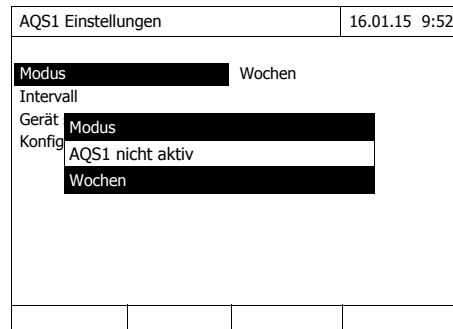 AQS1 Einstellungen 16.01.15 9:52
Modus Wochen
Intervall
Gerät
Konfig
Modus
AQS1 nicht aktiv
Wochen